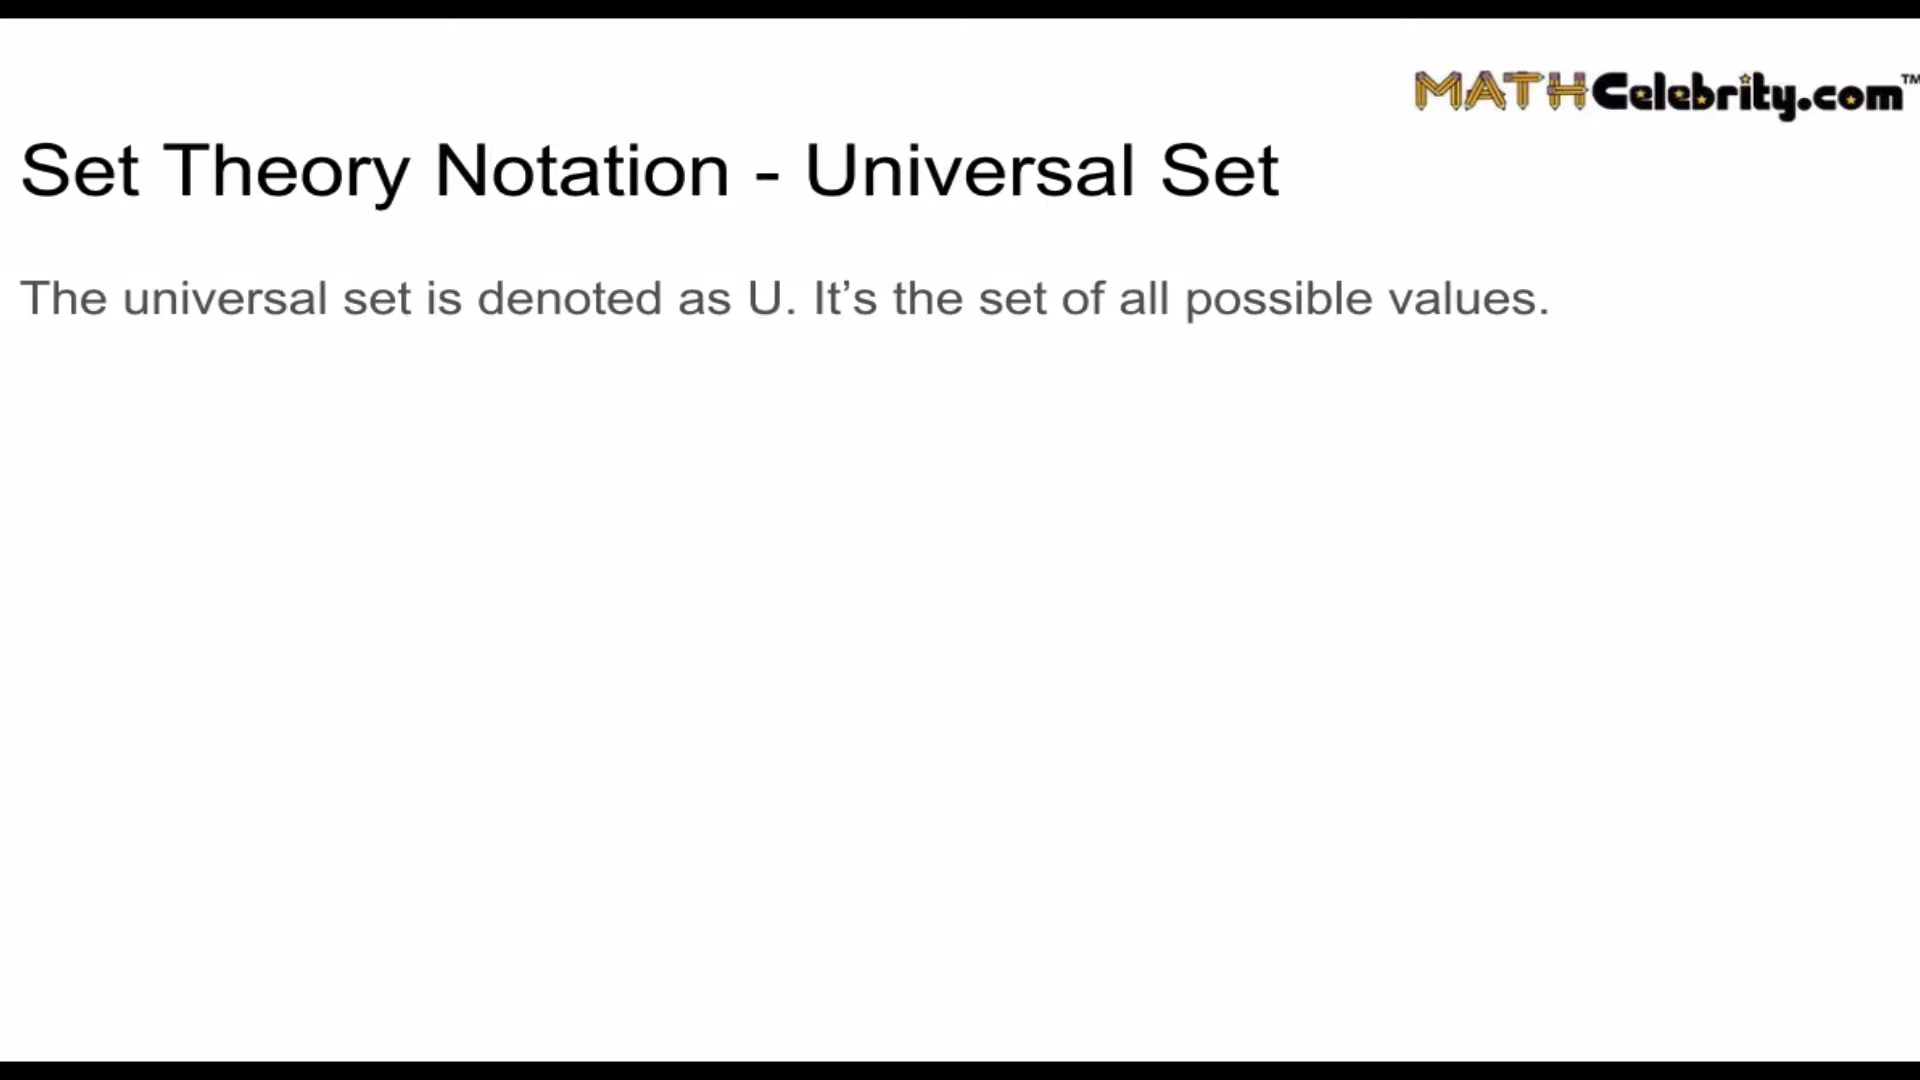 MATHCelebrity.com™
Set Theory Notation - Universal Set
The universal set is denoted as U. It’s the set of all possible values.